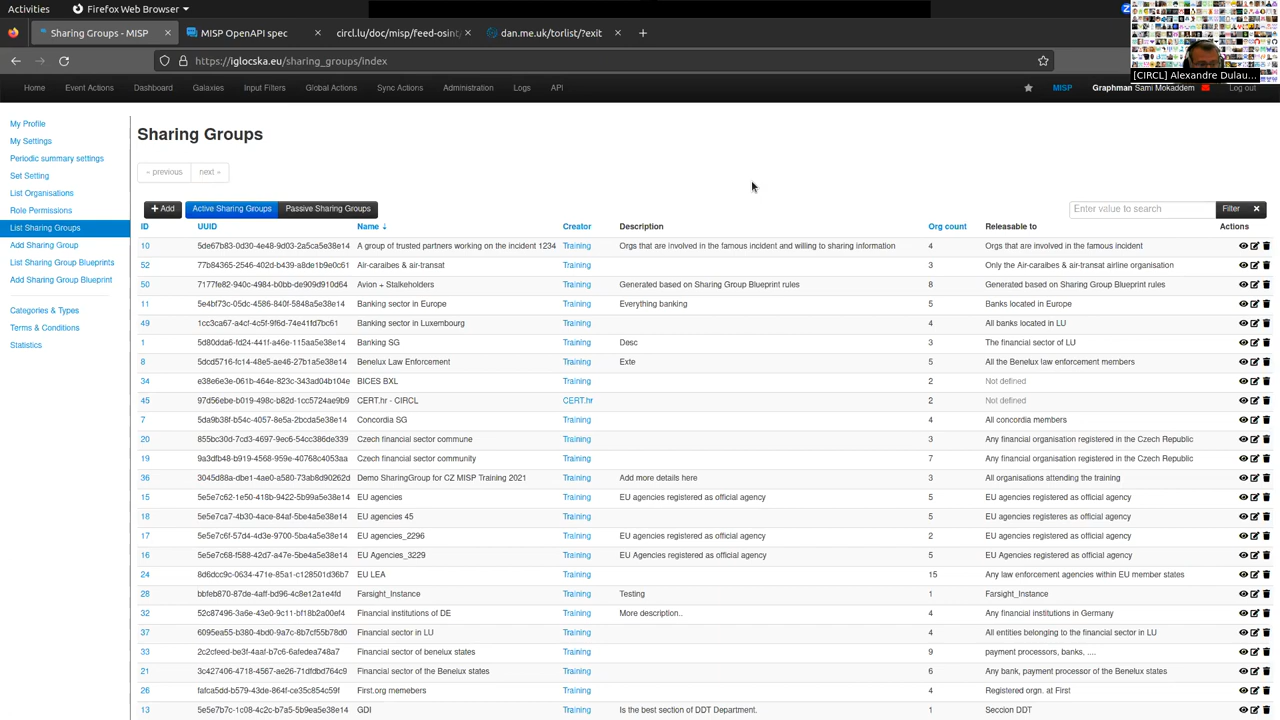 Activities Firefox Web Browser
Sharing Groups - MISP × MISP OpenAPI spec × × ×
https://iglocska.eu/sharing_groups/index
[CIRCL] Alexandre Dulau...
Home Event Actions Dashboard Galaxies Input Filters Global Actions Sync Actions Administration Logs API MISP Graphman Sami Mokaddem Log out
My Profile
My Settings
Periodic summary settings
Set Setting
List Organisations
Role Permissions
List Sharing Groups
Add Sharing Group
List Sharing Group Blueprints
Add Sharing Group Blueprint
Categories & Types
Terms & Conditions
Statistics
Sharing Groups
« previous next »
+ Add Active Sharing Groups Passive Sharing Groups Enter value to search Filter ×
ID UUID Name ↓ Creator Description Org count Releasable to Actions
10 5de67b83-0d30-4e48-9d03-2a5ca5e38e14 A group of trusted partners working on the incident 1234 Training Orgs that are involved in the famous incident and willing to sharing information 4 Orgs that are involved in the famous incident
52 77b84365-2546-402d-b439-a8de1b9e0c61 Air-caraibes & air-transat Training 3 Only the Air-caraibes & air-transat airline organisation
50 7177fe82-940c-4984-b0bb-de909d910d64 Avion + Stakeholders Training Generated based on Sharing Group Blueprint rules 8 Generated based on Sharing Group Blueprint rules
11 5e4bf73c-05dc-4586-840f-5848a5e38e14 Banking sector in Europe Training Everything banking 5 Banks located in Europe
49 1cc3ca67-a4cf-4c5f-9f6d-74e41fd7bc61 Banking sector in Luxembourg Training 4 All banks located in LU
1 5d80dda6-fd24-441f-a46e-115aa5e38e14 Banking SG Training Desc 3 The financial sector of LU
8 5dcd5716-fc14-48e5-ae46-27b1a5e38e14 Benelux Law Enforcement Training Exte 5 All the Benelux law enforcement members
34 e38e6e3e-061b-464e-823c-343ad04b104e BICES BXL Training 2 Not defined
45 97d56ebe-b019-498c-b82d-1cc5724ae9b9 CERT.hr - CIRCL CERT.hr 2 Not defined
7 5da9b38f-b54c-4057-8e5a-2bcda5e38e14 Concordia SG Training 4 All concordia members
20 855bc30d-7cd3-4697-9ec6-54cc386de339 Czech financial sector commune Training 3 Any financial organisation registered in the Czech Republic
19 9a3dfb48-b919-4568-959e-40768c4053aa Czech financial sector community Training 7 Any financial organisation registered in the Czech Republic
36 3045d88a-dbe1-4ae0-a580-73ab8d90262d Demo SharingGroup for CZ MISP Training 2021 Training Add more details here 3 All organisations attending the training
15 5e5e7c62-1e50-418b-9422-5b99a5e38e14 EU agencies Training EU agencies registered as official agency 5 EU agencies registered as official agency
18 5e5e7ca7-4b30-4ace-84af-5be4a5e38e14 EU agencies 45 Training 5 EU agencies registeres as official agency
17 5e5e7c6f-57d4-4d3e-9700-5ba4a5e38e14 EU agencies_2296 Training EU agencies registered as official agency 2 EU agencies registered as official agency
16 5e5e7c68-f588-42d7-a47e-5be4a5e38e14 EU Agencies_3229 Training EU Agencies registered as official agency 5 EU Agencies registered as official agency
24 8d6dcc9c-0634-471e-85a1-c128501d36b7 EU LEA Training 15 Any law enforcement agencies within EU member states
28 bbfeb870-87de-4aff-bd96-4c8e12a1e4fd Farsight_Instance Training Testing 1 Farsight_Instance
32 52c87496-3a6e-43e0-9c11-bf18b2a00ef4 Financial institutions of DE Training More description.. 4 Any financial institutions in Germany
37 6095ea55-b380-4bd0-9a7c-8b7cf55b78d0 Financial sector in LU Training 4 All entities belonging to the financial sector in LU
33 2c2cfeed-be3f-4aaf-b7c6-6afedea748a7 Financial sector of benelux states Training 9 payment processors, banks, ....
21 3c427406-4718-4567-ae26-71dfdbd764c9 Financial sector of the Benelux states Training 6 Any bank, payment processor of the Benelux states
26 fafca5dd-b579-43de-864f-ce35c854c59f First.org memebers Training 4 Registered orgn. at First
13 5e5e7b7c-1c08-4c2c-b7a5-5b9ea5e38e14 GDI Training Is the best section of DDT Department. 1 Seccion DDT